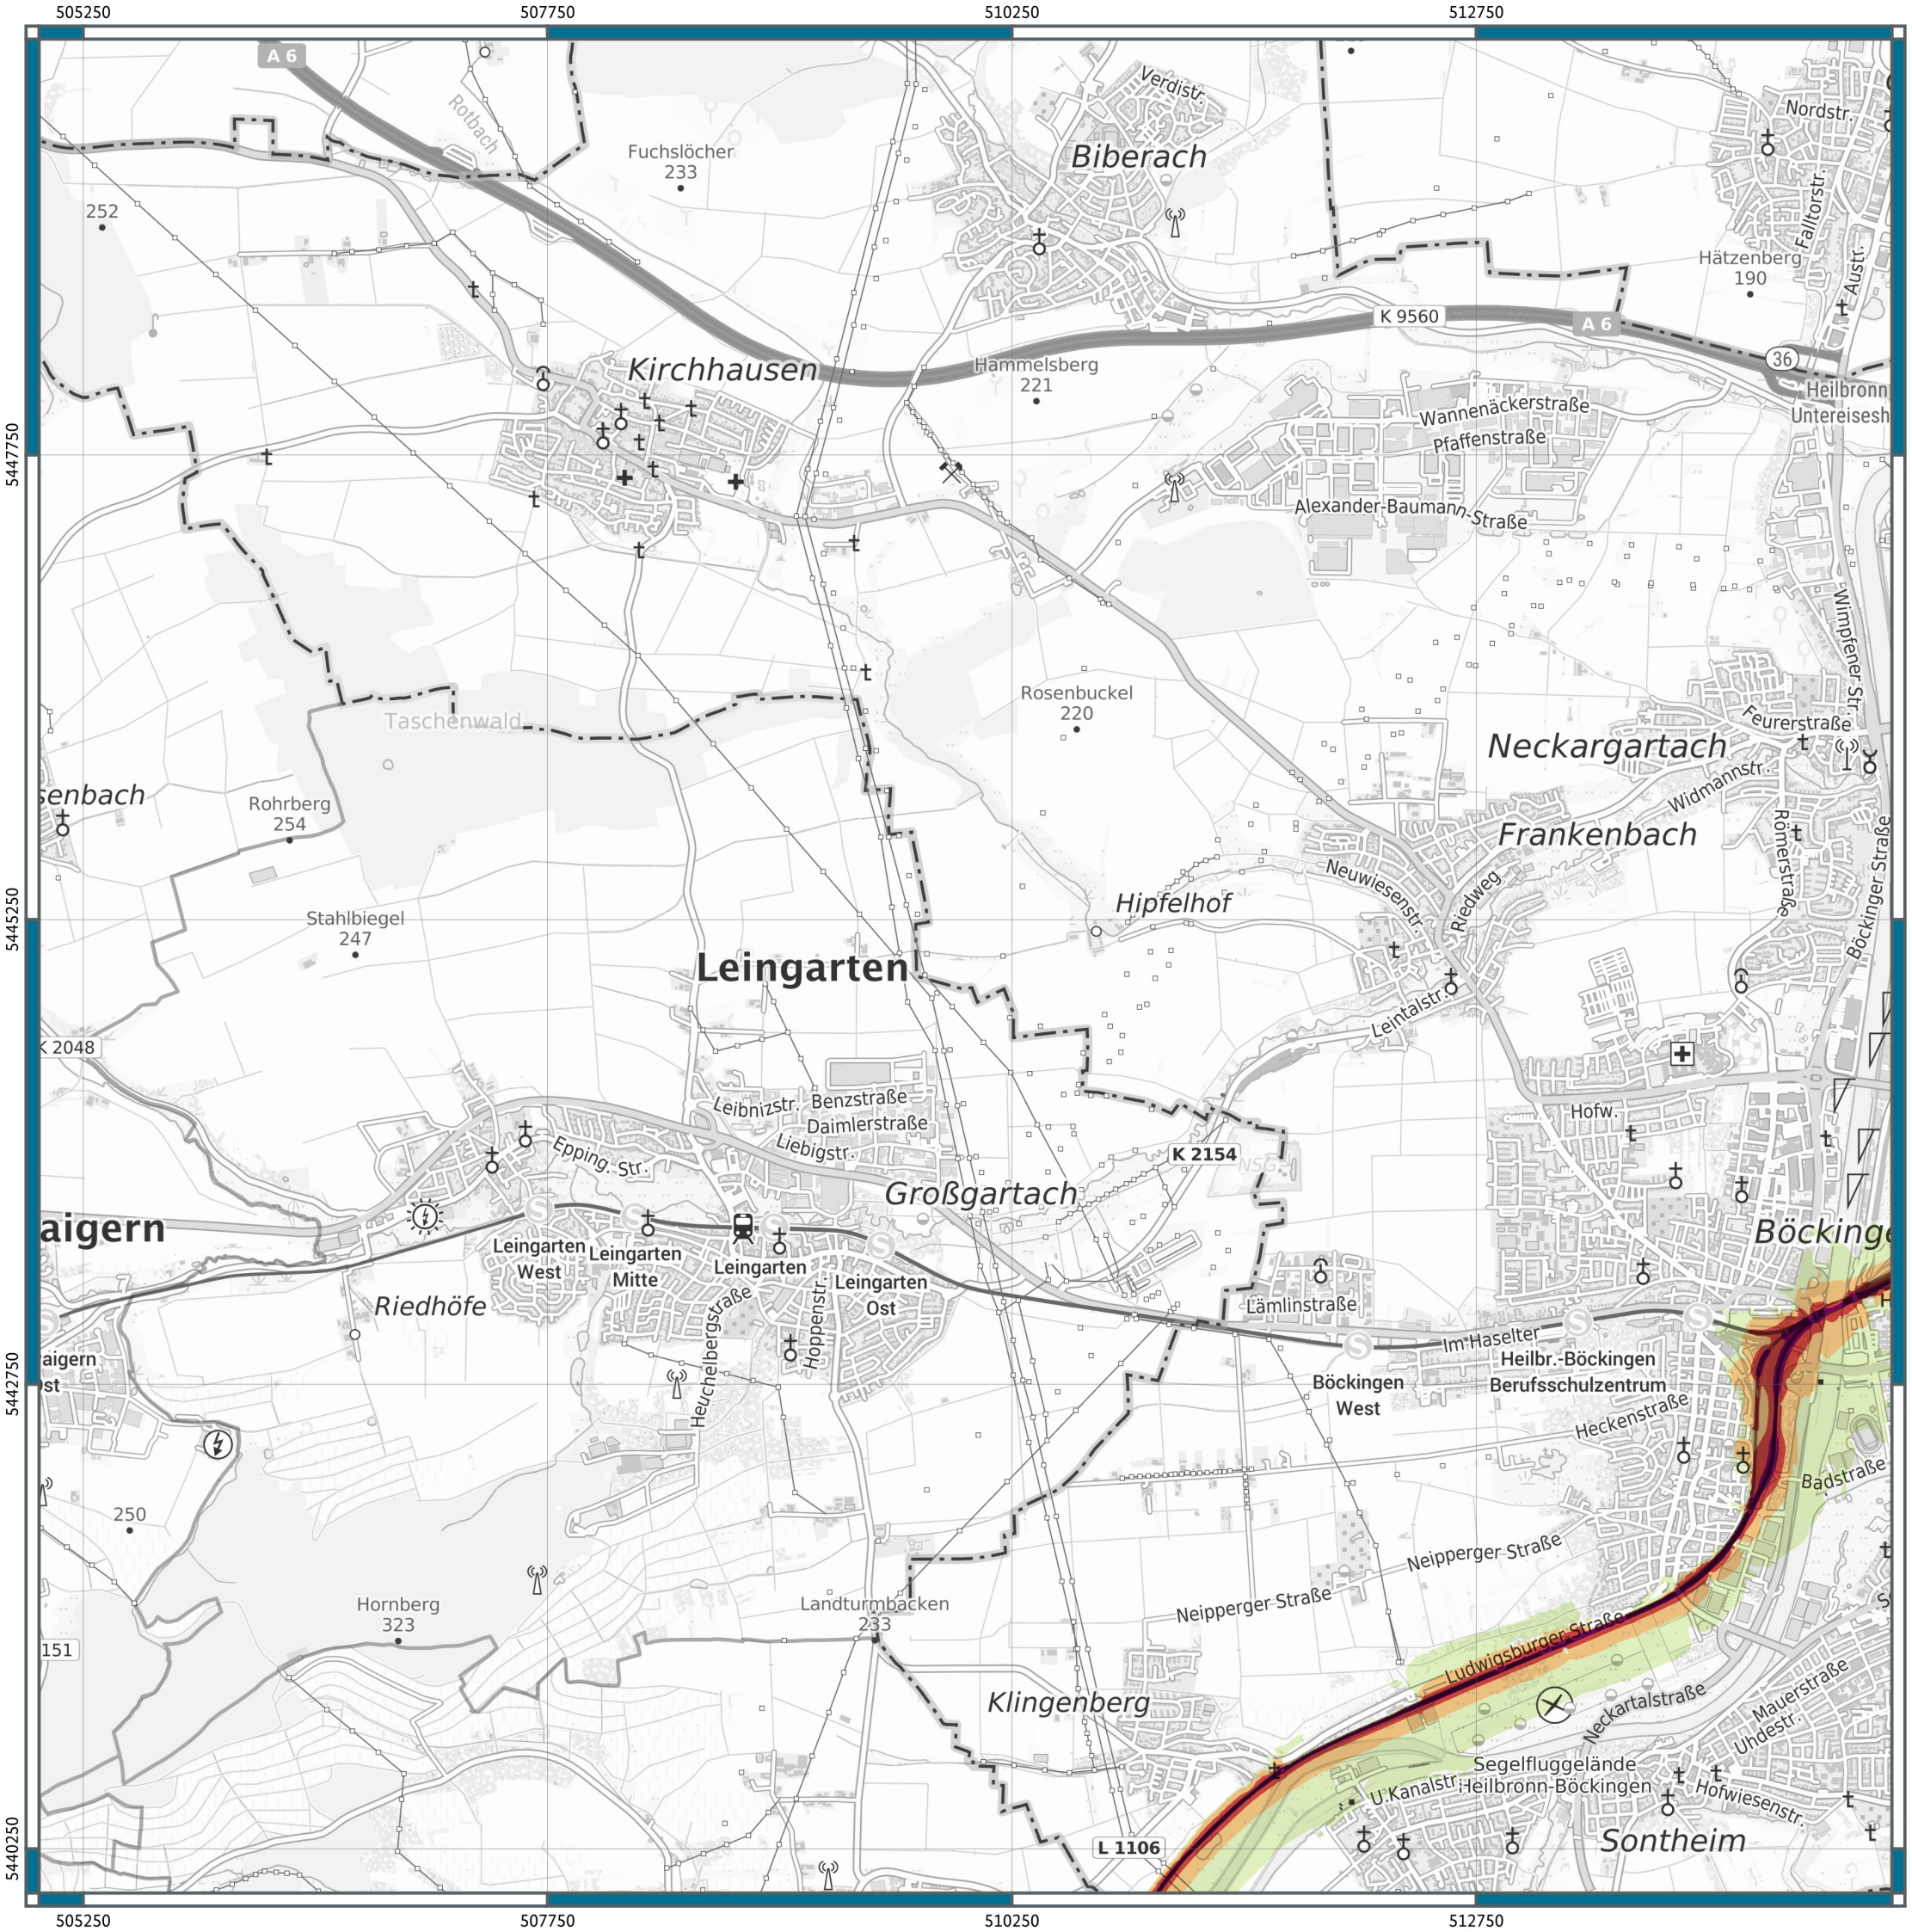 505250
507750
510250
512750
A 6
Rotbach
Verdistr.
Nordstr.
Biberach
Fuchslöcher
233
252
Falltorstr.
Austr.
Hätzenberg
190
K 9560
A 6
36
Kirchhausen
Hammelsberg
221
Heilbronn
Untereisesh
Wannenäckerstraße
Pfaffenstraße
5447750
Alexander-Baumann-Straße
Wimpfener Str.
Rosenbuckel
220
Taschenwald
Feurerstraße
Neckargartach
Widmannstr.
senbach
Rohrberg
254
Frankenbach
Römerstraße
Böckinger Straße
Neuwiesenstr.
Riedweg
Hipfelhof
5445250
Stahlbiegel
247
Leingarten
Leintalstr.
K 2048
Leibnizstr.
Benzstraße
Daimlerstraße
Liebigstr.
Hofw.
Epping. Str.
K 2154
NSG
Großgartach
aigern
Böckinge
Leingarten
West
Leingarten
Mitte
Leingarten
Leingarten
Ost
S
S
S
S
S
S
Riedhöfe
Lämlinstraße
Im Haselter
Heilbr.-Böckingen
Berufsschulzentrum
aigern
Ost
Hoppenstr.
Heuchelbergstraße
Böckingen
West
5442750
Heckenstraße
Badstraße
250
Neipperger Straße
Neipperger Straße
Hornberg
323
Landturmbacken
233
151
Ludwigsburger Straße
Klingenberg
Neckartalstraße
Mauerstraße
Uhdestr.
Segelfluggelände
Heilbronn-Böckingen
U.Kanalstr.
Hofwiesenstr.
Sontheim
L 1106
5440250
505250
507750
510250
512750